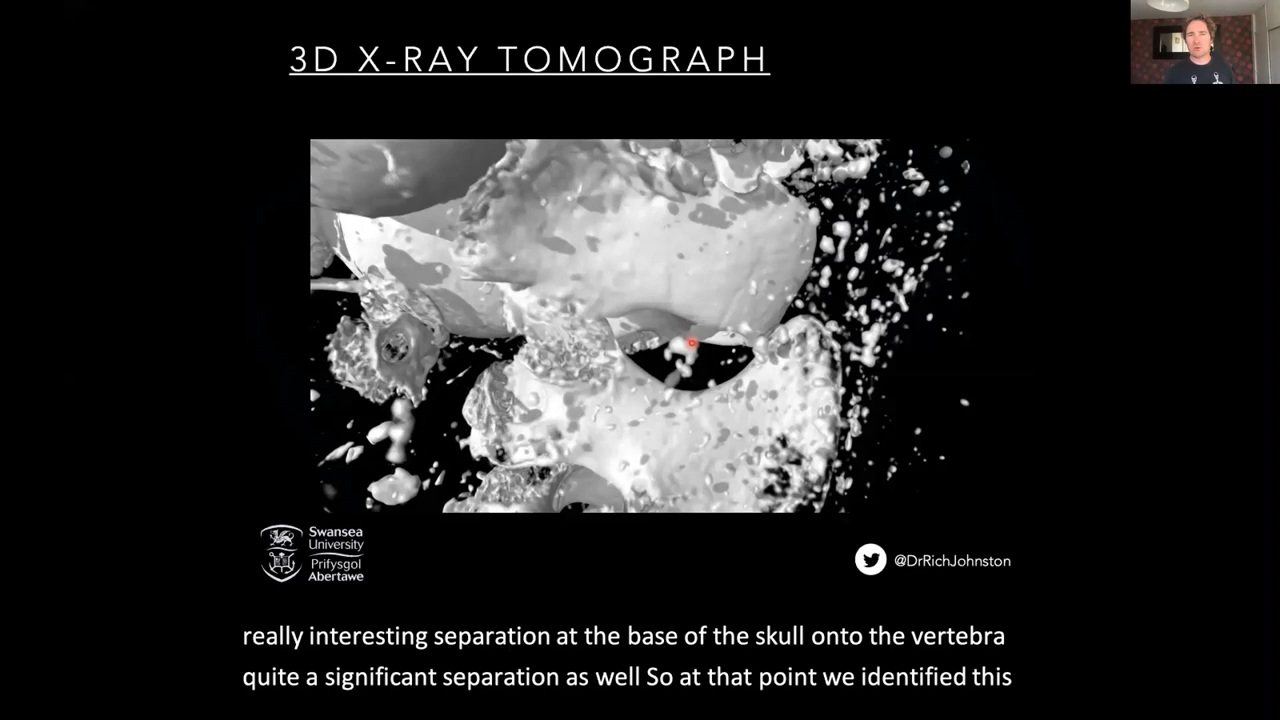 3D X-RAY TOMOGRAPH
Swansea
University
Prifysgol
Abertawe
@DrRichJohnston
really interesting separation at the base of the skull onto the vertebra
quite a significant separation as well So at that point we identified this